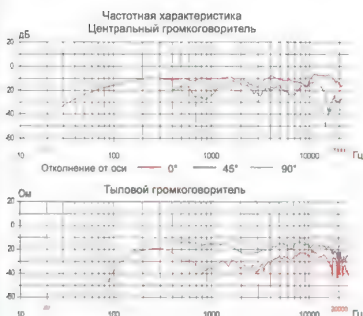 Частотная характеристика
Центральный громкоговоритель
дБ
20
0
20
-40
-60
10 100 1000 10000 Гц
Отколнение от оси 0° 45° 90°
Тыловой громкоговоритель
Ом
20
0
20
-40
-60
10 100 1000 10000 20000 Гц